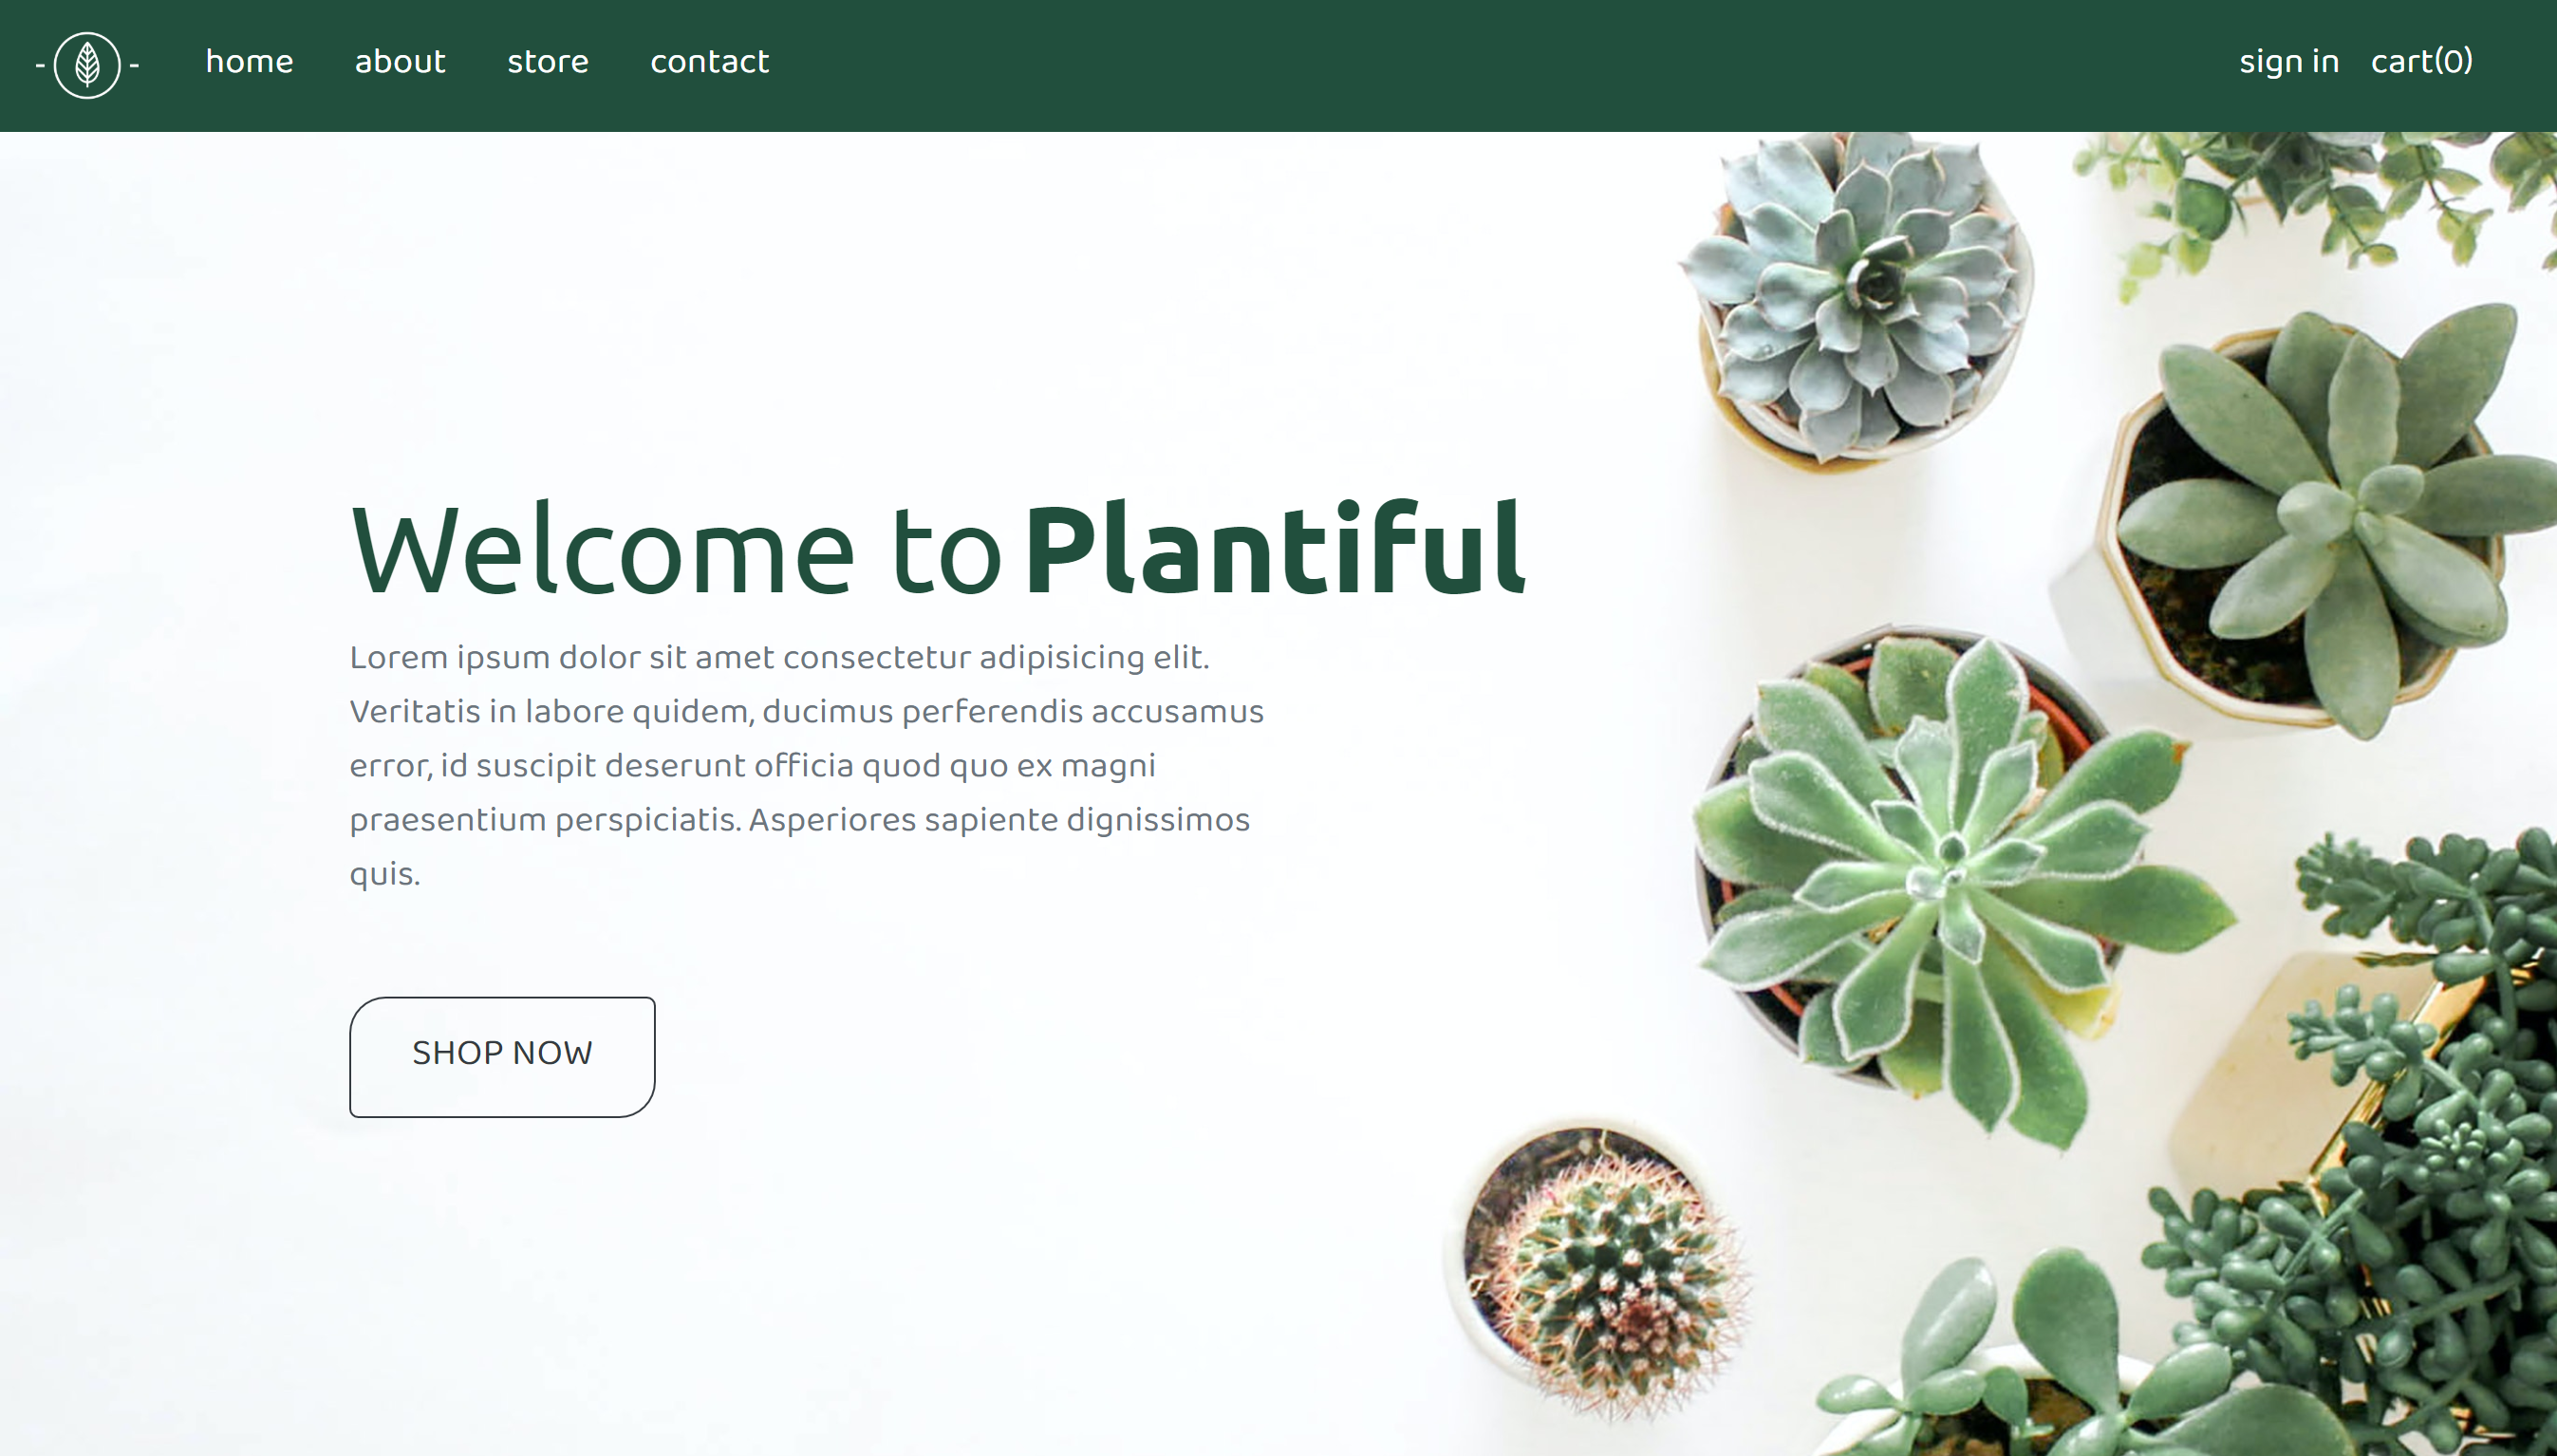 home about store contact sign in cart(0)
Welcome to Plantiful
Lorem ipsum dolor sit amet consectetur adipisicing elit.
Veritatis in labore quidem, ducimus perferendis accusamus
error, id suscipit deserunt officia quod quo ex magni
praesentium perspiciatis. Asperiores sapiente dignissimos
quis.
SHOP NOW